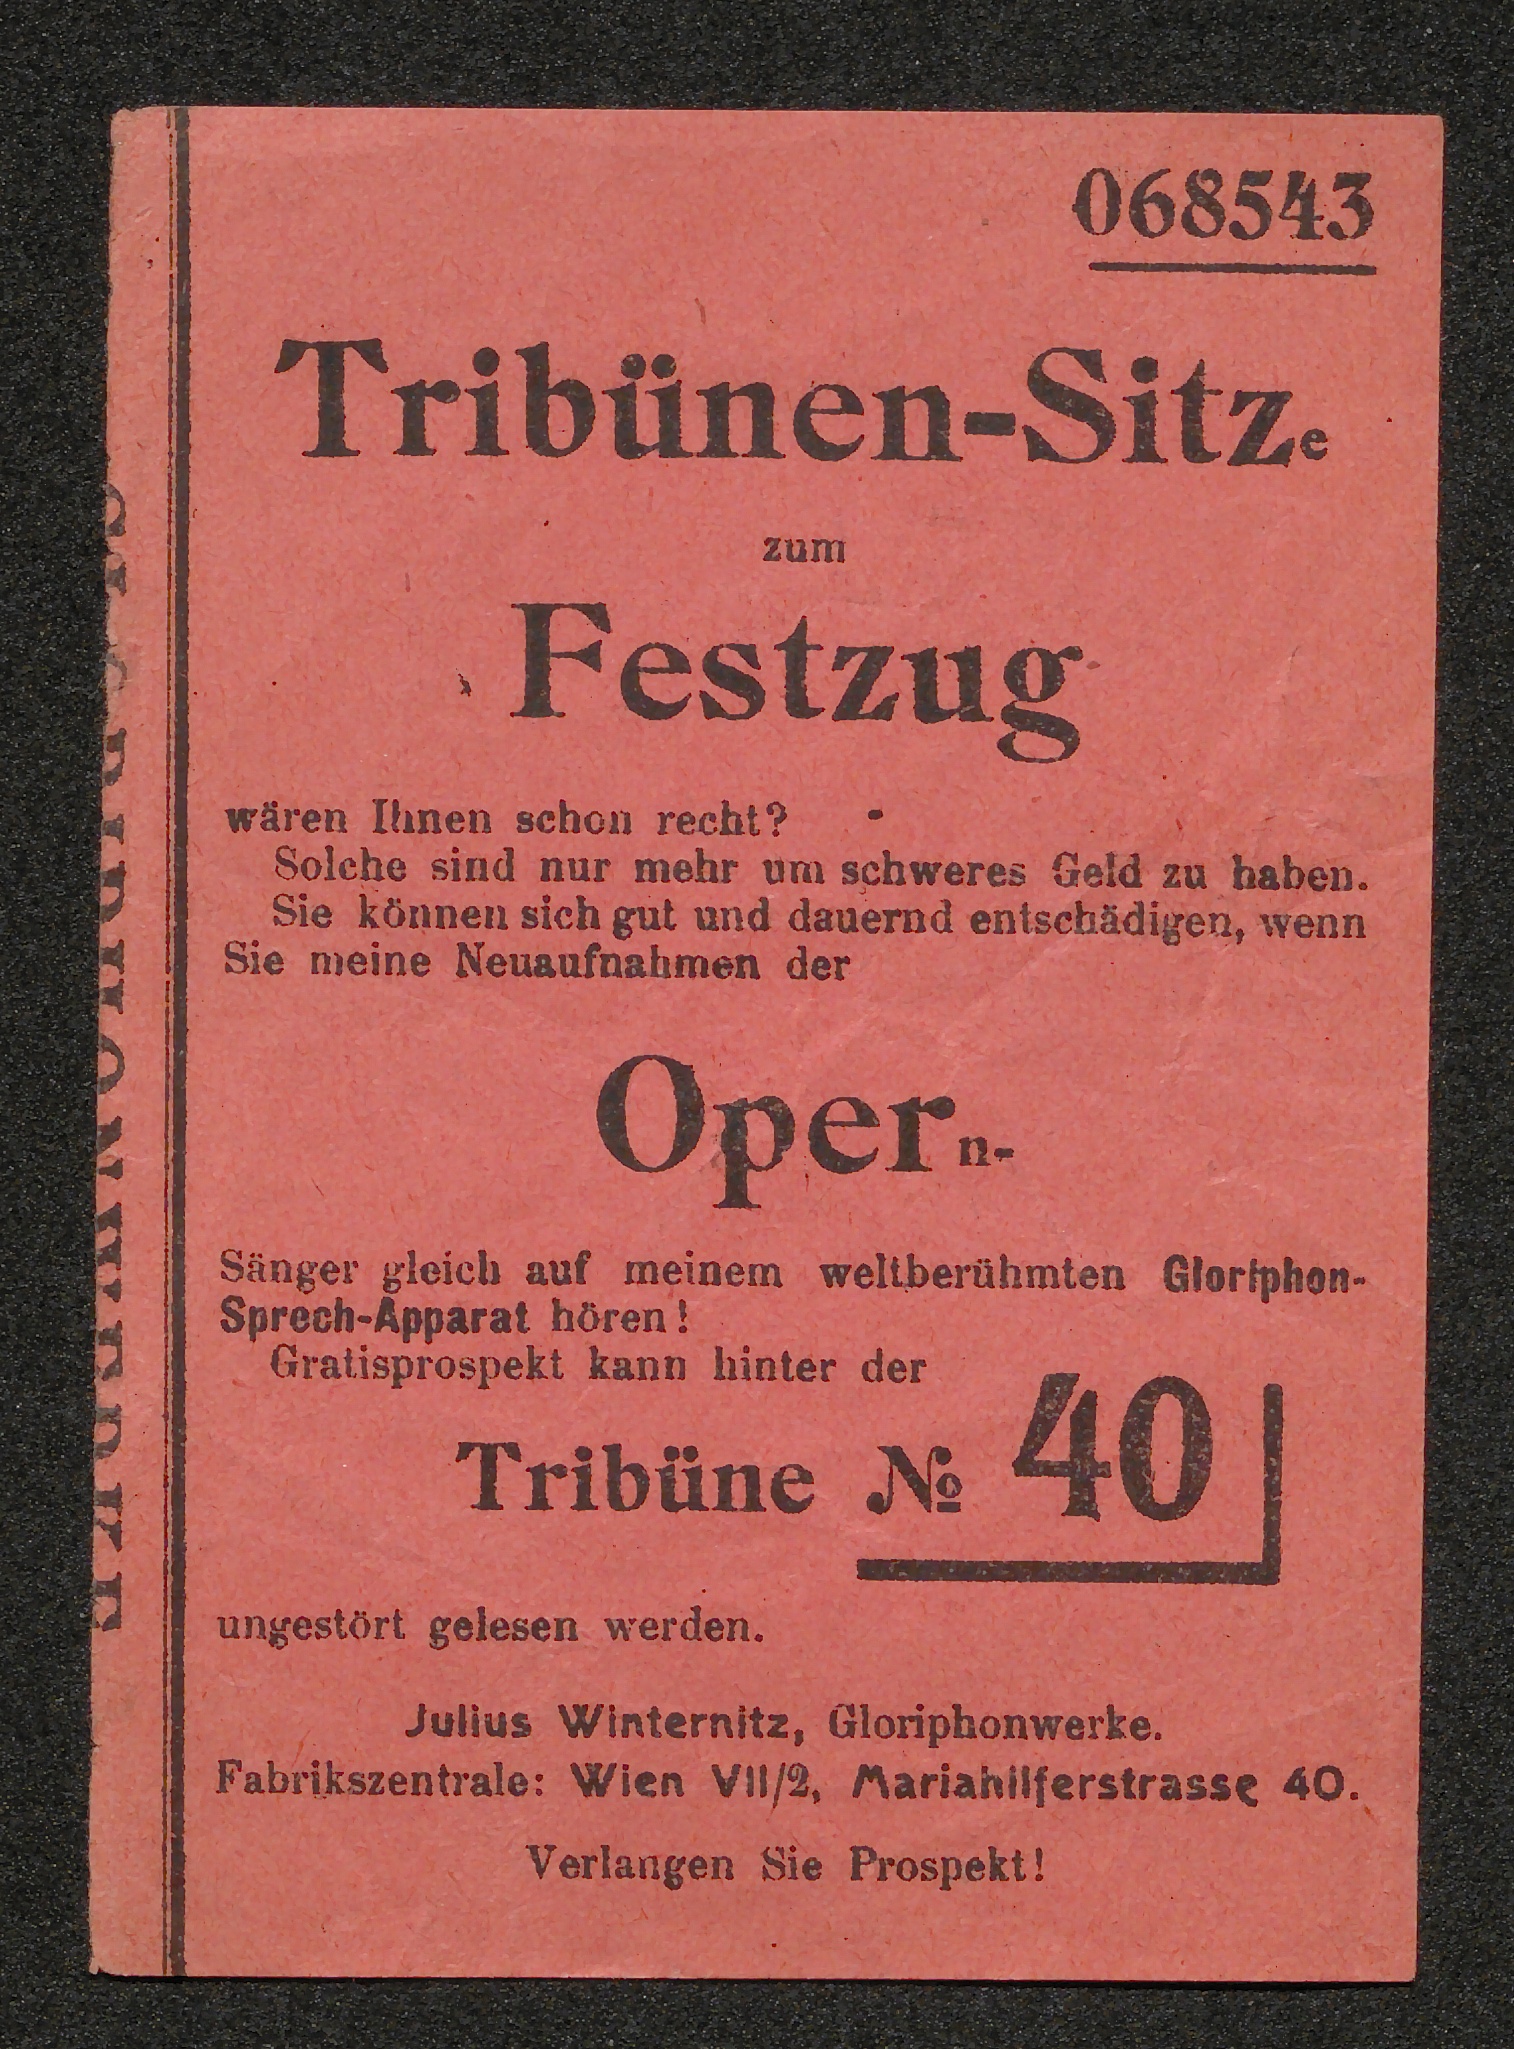 068543
Tribünen-Sitze
zum
Festzug
wären Ihnen schon recht?
Solche sind nur mehr um schweres Geld zu haben.
Sie können sich gut und dauernd entschädigen, wenn
Sie meine Neuaufnahmen der
Opern-
Sänger gleich auf meinem weltberühmten Gloriphon-
Sprech-Apparat hören!
Gratisprospekt kann hinter der
Tribüne № 40
ungestört gelesen werden.
Julius Winternitz, Gloriphonwerke.
Fabrikszentrale: Wien VII/2, Mariahilferstrasse 40.
Verlangen Sie Prospekt!